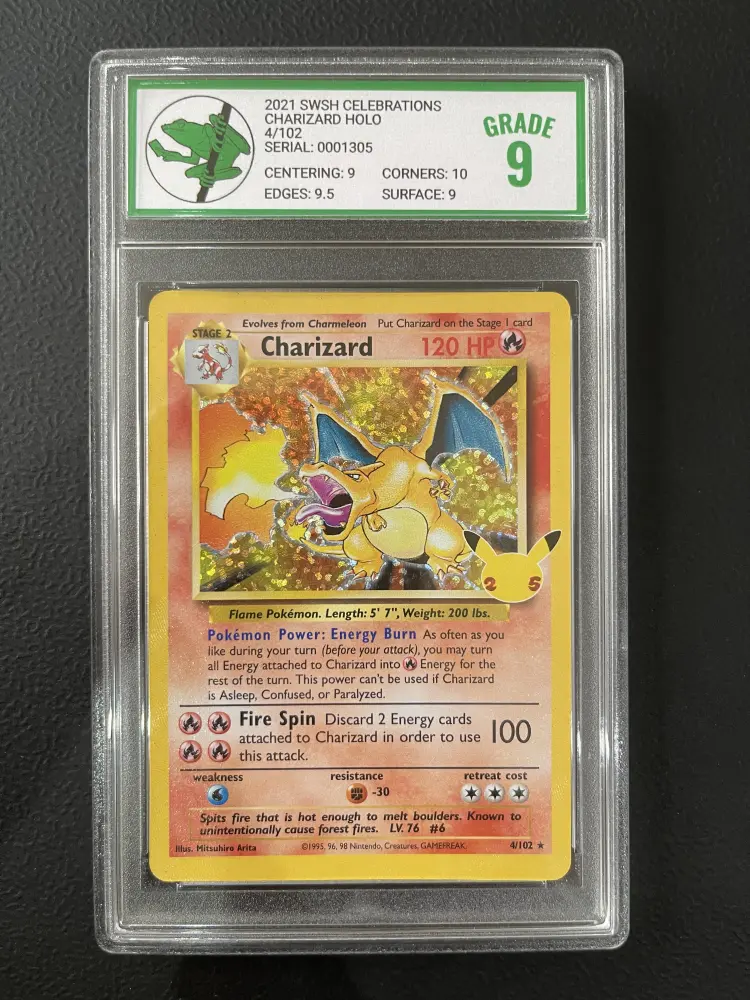 2021 SWSH CELEBRATIONS
CHARIZARD HOLO
4/102
SERIAL: 0001305
CENTERING: 9 CORNERS: 10
EDGES: 9.5 SURFACE: 9
GRADE
9
Evolves from Charmeleon Put Charizard on the Stage 1 card
STAGE 2
Charizard 120 HP
25
Flame Pokémon. Length: 5' 7", Weight: 200 lbs.
Pokémon Power: Energy Burn As often as you
like during your turn (before your attack), you may turn
all Energy attached to Charizard into Energy for the
rest of the turn. This power can't be used if Charizard
is Asleep, Confused, or Paralyzed.
Fire Spin Discard 2 Energy cards
attached to Charizard in order to use 100
this attack.
weakness resistance retreat cost
-30
Spits fire that is hot enough to melt boulders. Known to
unintentionally cause forest fires. LV. 76 #6
Illus. Mitsuhiro Arita ©1995, 96, 98 Nintendo, Creatures, GAMEFREAK. 4/102 ★